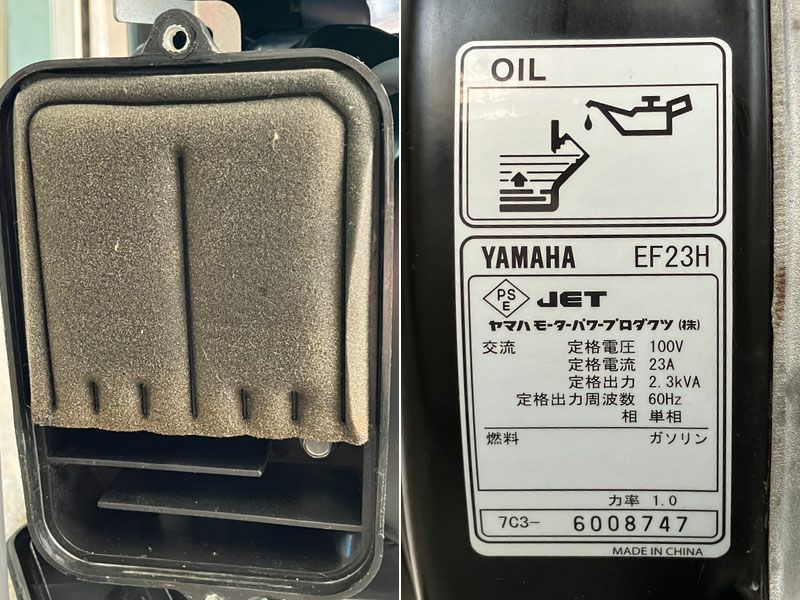 OIL
YAMAHA EF23H
PS
E
JET
ヤマハモーターパワープロダクツ(株)
交流 定格電圧 100V
定格電流 23A
定格出力 2.3kVA
定格出力周波数 60Hz
相 単相
燃料 ガソリン
力率 1.0
7C3- 6008747
MADE IN CHINA